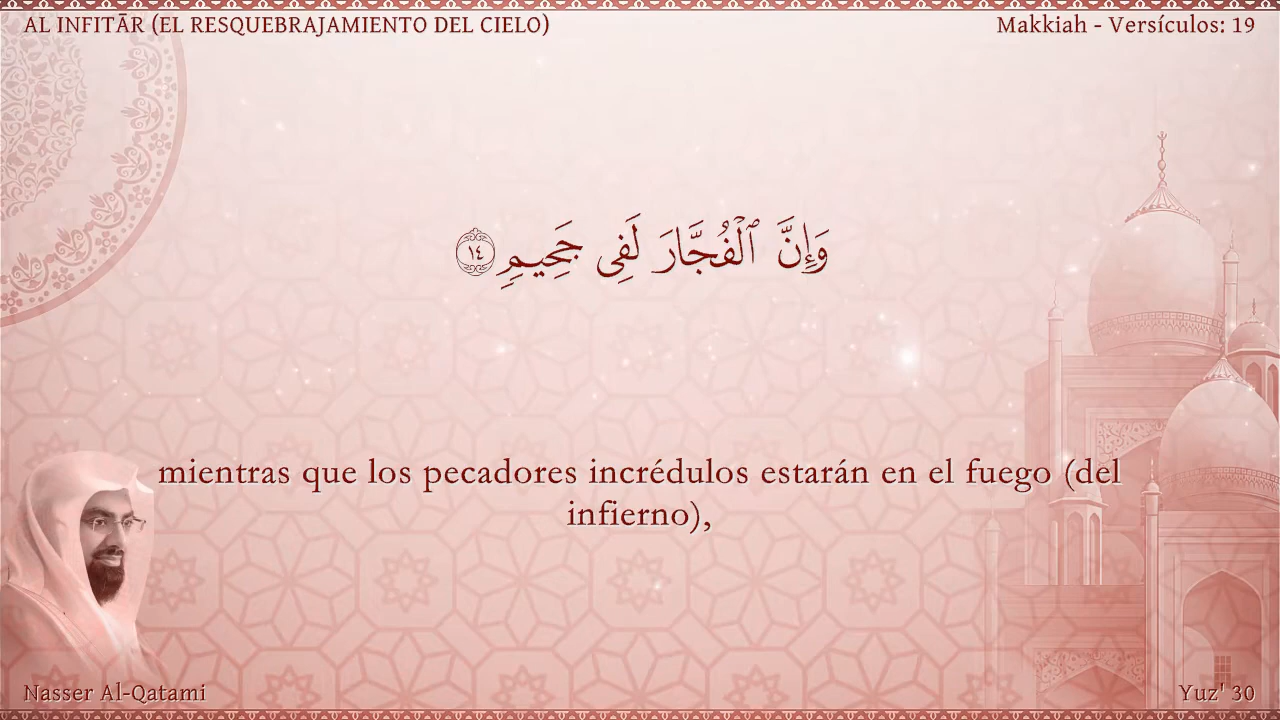 AL INFITĀR (EL RESQUEBRAJAMIENTO DEL CIELO)
Makkiah - Versículos: 19
وَإِنَّ ٱلْفُجَّارَ لَفِى جَحِيمٍ ١٤
mientras que los pecadores incrédulos estarán en el fuego (del
infierno),
Nasser Al-Qatami
Yuz' 30